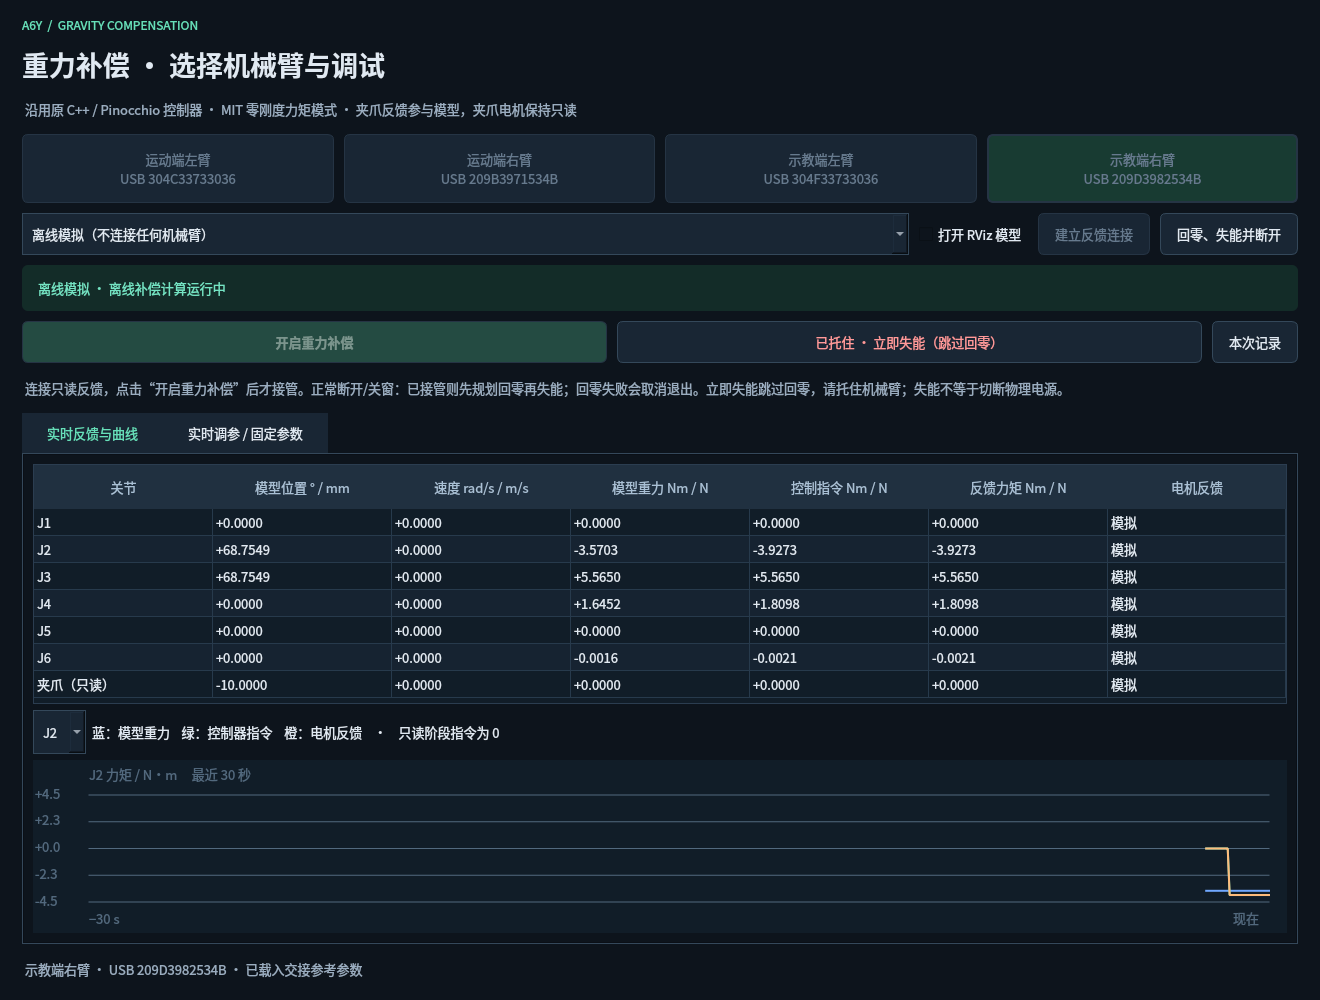 A6Y / GRAVITY COMPENSATION
重力补偿 · 选择机械臂与调试
沿用原 C++ / Pinocchio 控制器 · MIT 零刚度力矩模式 · 夹爪反馈参与模型，夹爪电机保持只读
运动端左臂
USB 304C33733036
运动端右臂
USB 209B3971534B
示教端左臂
USB 304F33733036
示教端右臂
USB 209D3982534B
离线模拟（不连接任何机械臂）
打开 RViz 模型
建立反馈连接
回零、失能并断开
离线模拟 · 离线补偿计算运行中
开启重力补偿
已托住 · 立即失能（跳过回零）
本次记录
连接只读反馈，点击“开启重力补偿”后才接管。正常断开/关窗：已接管则先规划回零再失能；回零失败会取消退出。立即失能跳过回零，请托住机械臂；失能不等于切断物理电源。
实时反馈与曲线 实时调参 / 固定参数
关节 模型位置 ° / mm 速度 rad/s / m/s 模型重力 Nm / N 控制指令 Nm / N 反馈力矩 Nm / N 电机反馈
J1 +0.0000 +0.0000 +0.0000 +0.0000 +0.0000 模拟
J2 +68.7549 +0.0000 -3.5703 -3.9273 -3.9273 模拟
J3 +68.7549 +0.0000 +5.5650 +5.5650 +5.5650 模拟
J4 +0.0000 +0.0000 +1.6452 +1.8098 +1.8098 模拟
J5 +0.0000 +0.0000 +0.0000 +0.0000 +0.0000 模拟
J6 +0.0000 +0.0000 -0.0016 -0.0021 -0.0021 模拟
夹爪（只读） -10.0000 +0.0000 +0.0000 +0.0000 +0.0000 模拟
J2 蓝：模型重力 绿：控制器指令 橙：电机反馈 · 只读阶段指令为 0
J2 力矩 / N · m 最近 30 秒
+4.5
+2.3
+0.0
-2.3
-4.5
−30 s 现在
示教端右臂 · USB 209D3982534B · 已载入交接参考参数